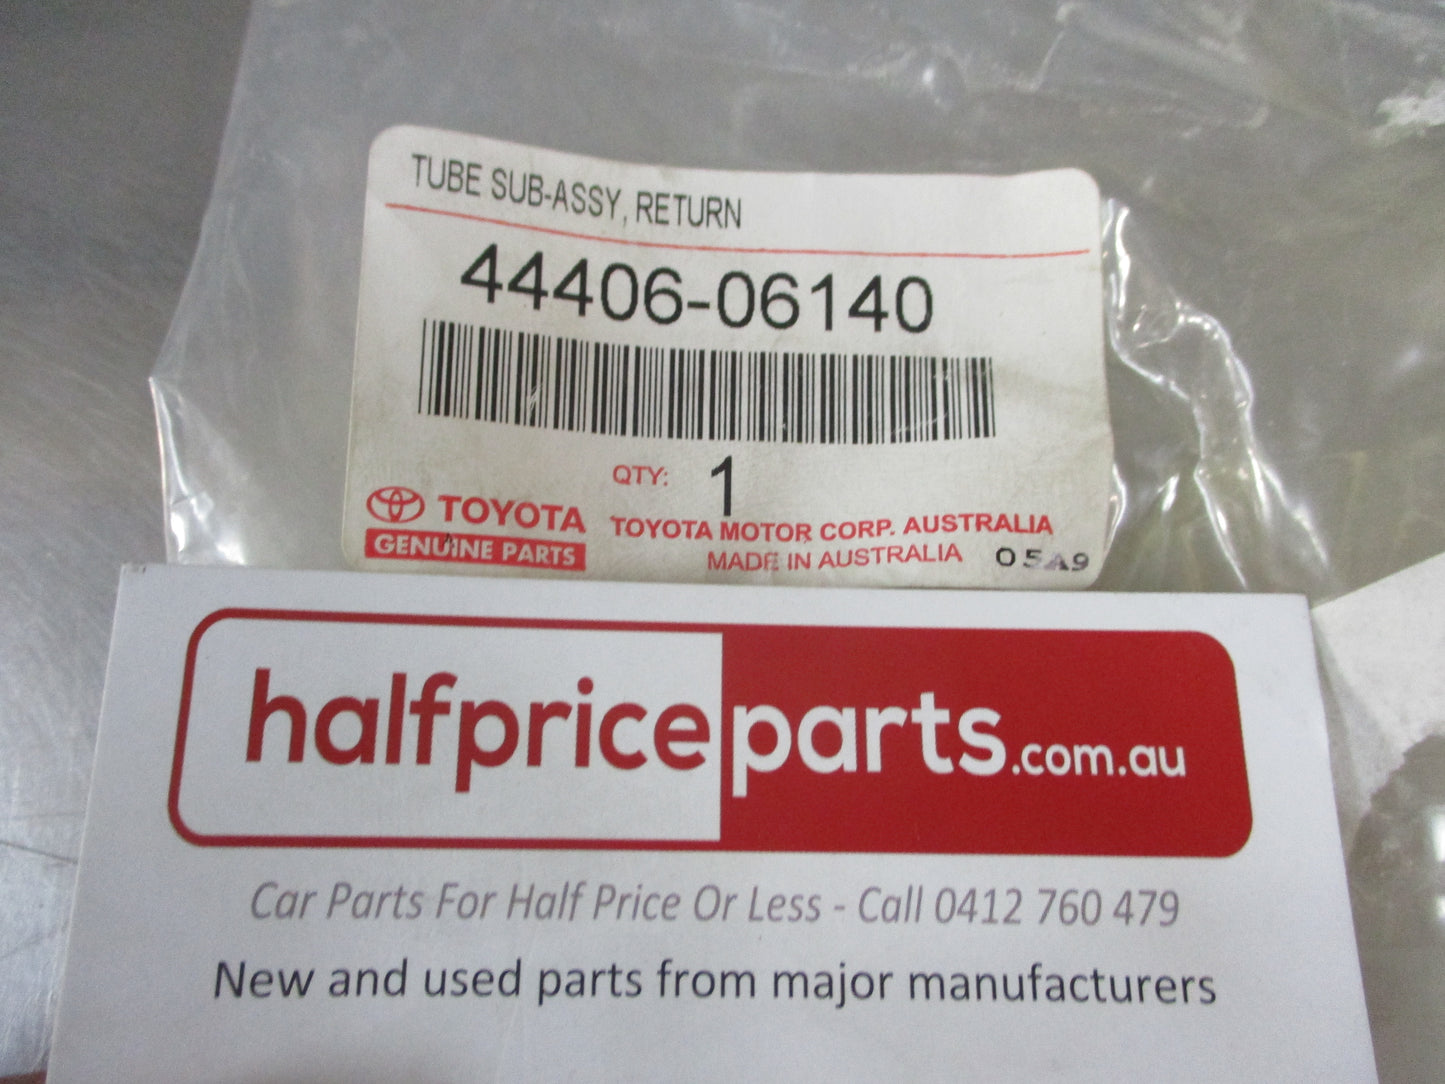 TUBE SUB-ASSY, RETURN
44406-06140
QTY: 1
TOYOTA
GENUINE PARTS
TOYOTA MOTOR CORP. AUSTRALIA
MADE IN AUSTRALIA 05A9
halfpriceparts.com.au
Car Parts For Half Price Or Less - Call 0412 760 479
New and used parts from major manufacturers